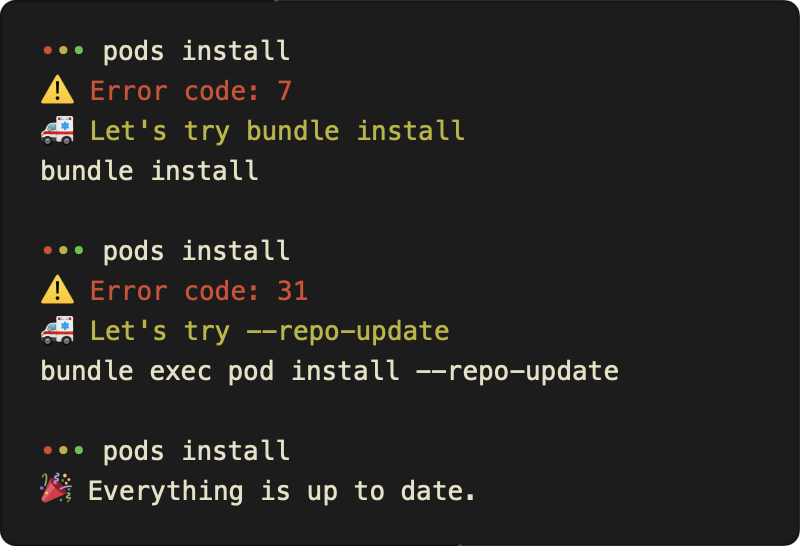 ••• pods install
⚠️ Error code: 7
🚑 Let's try bundle install
bundle install

••• pods install
⚠️ Error code: 31
🚑 Let's try --repo-update
bundle exec pod install --repo-update

••• pods install
🎉 Everything is up to date.